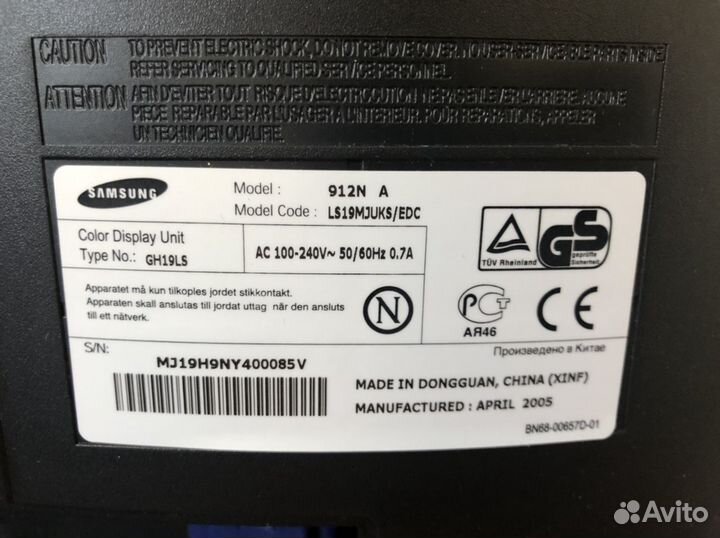 CAUTION TO PREVENT ELECTRIC SHOCK, DO NOT REMOVE COVER. NO USER-SERVICEABLE PARTS INSIDE.
REFER SERVICING TO QUALIFIED SERVICE PERSONNEL.
ATTENTION AFIN D'EVITER TOUT RISQUE D'ELECTROCUTION NE PAS ENLEVER L'ARRIERE. AUCUNE
PIECE REPARABLE PAR L'USAGER A L'INTERIEUR. POUR REPARATIONS, APPELER
UN TECHNICIEN QUALIFIE.
SAMSUNG
Model : 912N A
Model Code : LS19MJUKS/EDC
Color Display Unit
Type No.: GH19LS
AC 100-240V~ 50/60Hz 0.7A
TÜV Rheinland
GS
geprüfte
Sicherheit
Apparatet må kun tilkoples jordet stikkontakt.
Apparaten skall anslutas till jordat uttag när den ansluts
till ett nätverk.
N
РСТ
АЯ46
CE
S/N:
MJ19H9NY400085V
Произведено в Китае
MADE IN DONGGUAN, CHINA (XINF)
MANUFACTURED : APRIL 2005
BN68-00657D-01
Avito